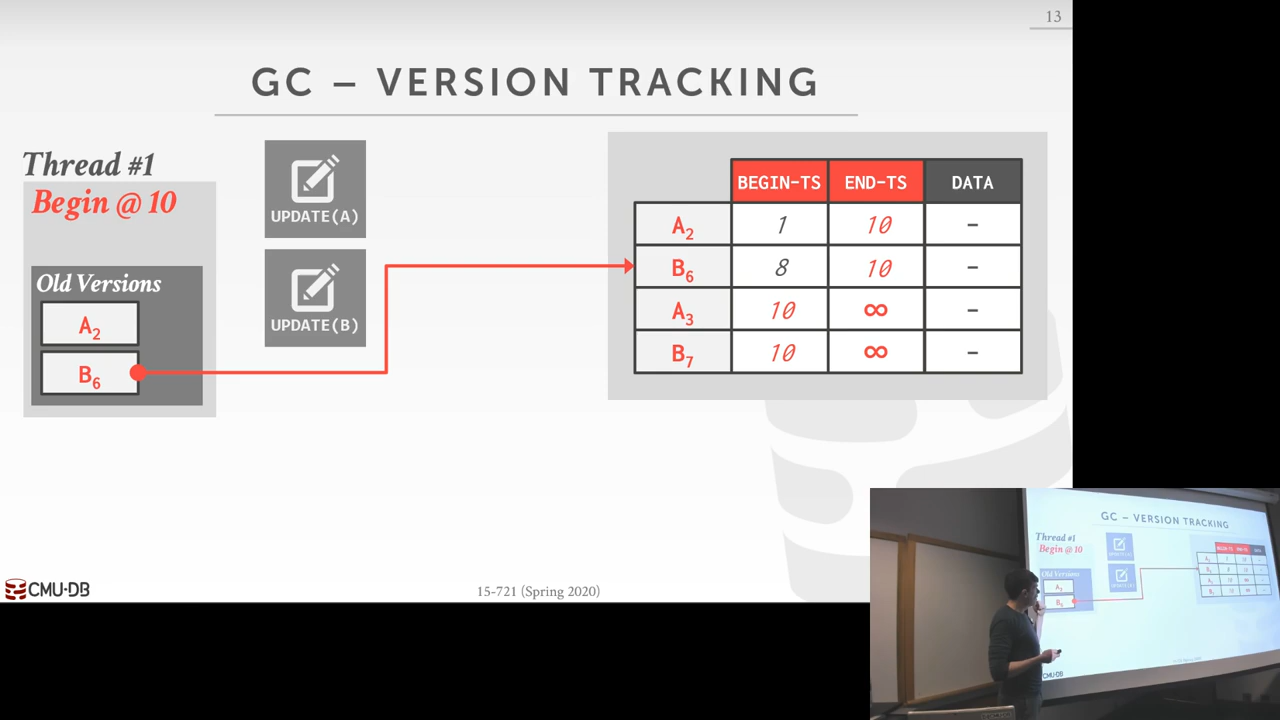 13
GC – VERSION TRACKING
Thread #1
Begin @ 10
Old Versions
A2
B6
UPDATE(A)
UPDATE(B)
BEGIN-TS END-TS DATA
A2 1 10 –
B6 8 10 –
A3 10 ∞ –
B7 10 ∞ –
CMU·DB
15-721 (Spring 2020)
GC – VERSION TRACKING
Thread #1
Begin @ 10
Old Versions
A2
B6